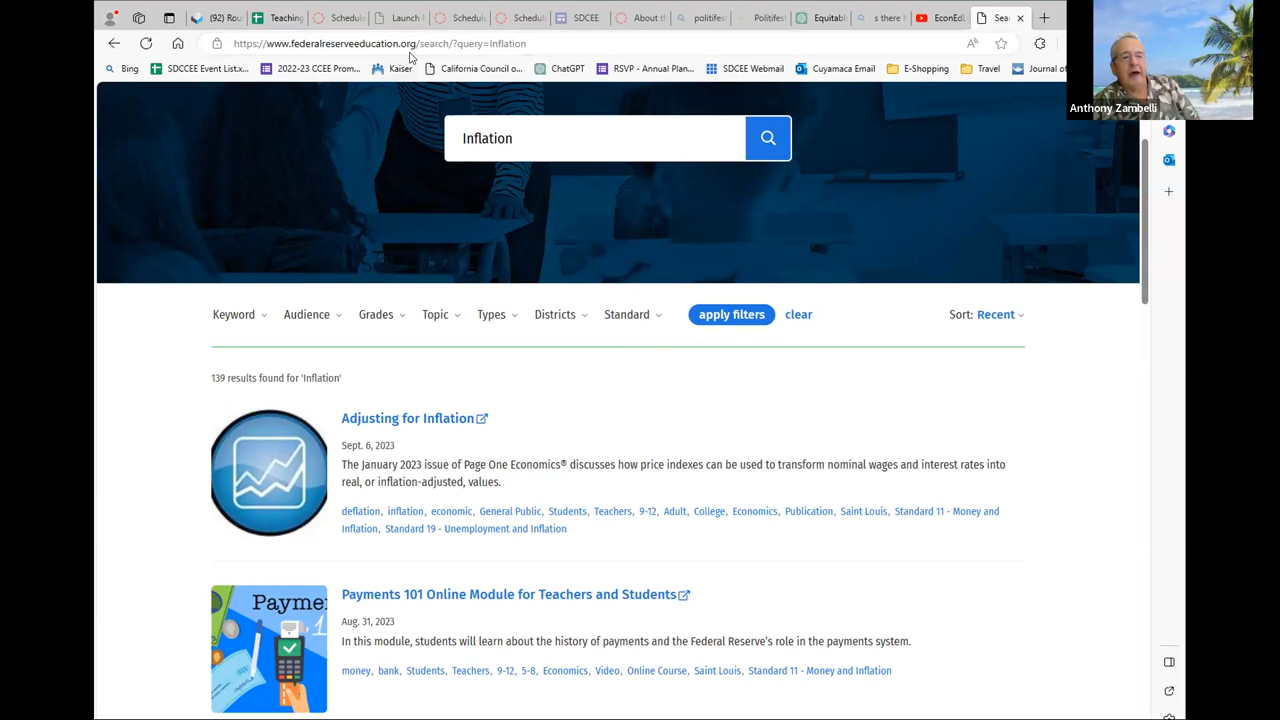 (92) Rou
Teaching
Schedul
Launch
Schedul
Schedul
SDCEE
About t
politifes
Politifest
Equitabl
s there
EconEdL
Sear
https://www.federalreserveeducation.org/search/?query=Inflation
Bing
SDCCEE Event List.x...
2022-23 CCEE Prom...
Kaiser
California Council o...
ChatGPT
RSVP - Annual Plan...
SDCEE Webmail
Cuyamaca Email
E-Shopping
Travel
Journal of
Anthony Zambelli
Inflation
Keyword
Audience
Grades
Topic
Types
Districts
Standard
apply filters
clear
Sort: Recent
139 results found for 'Inflation'
Adjusting for Inflation
Sept. 6, 2023
The January 2023 issue of Page One Economics® discusses how price indexes can be used to transform nominal wages and interest rates into
real, or inflation-adjusted, values.
deflation, inflation, economic, General Public, Students, Teachers, 9-12, Adult, College, Economics, Publication, Saint Louis, Standard 11 - Money and
Inflation, Standard 19 - Unemployment and Inflation
Payme
1
Payments 101 Online Module for Teachers and Students
Aug. 31, 2023
In this module, students will learn about the history of payments and the Federal Reserve's role in the payments system.
money, bank, Students, Teachers, 9-12, 5-8, Economics, Video, Online Course, Saint Louis, Standard 11 - Money and Inflation